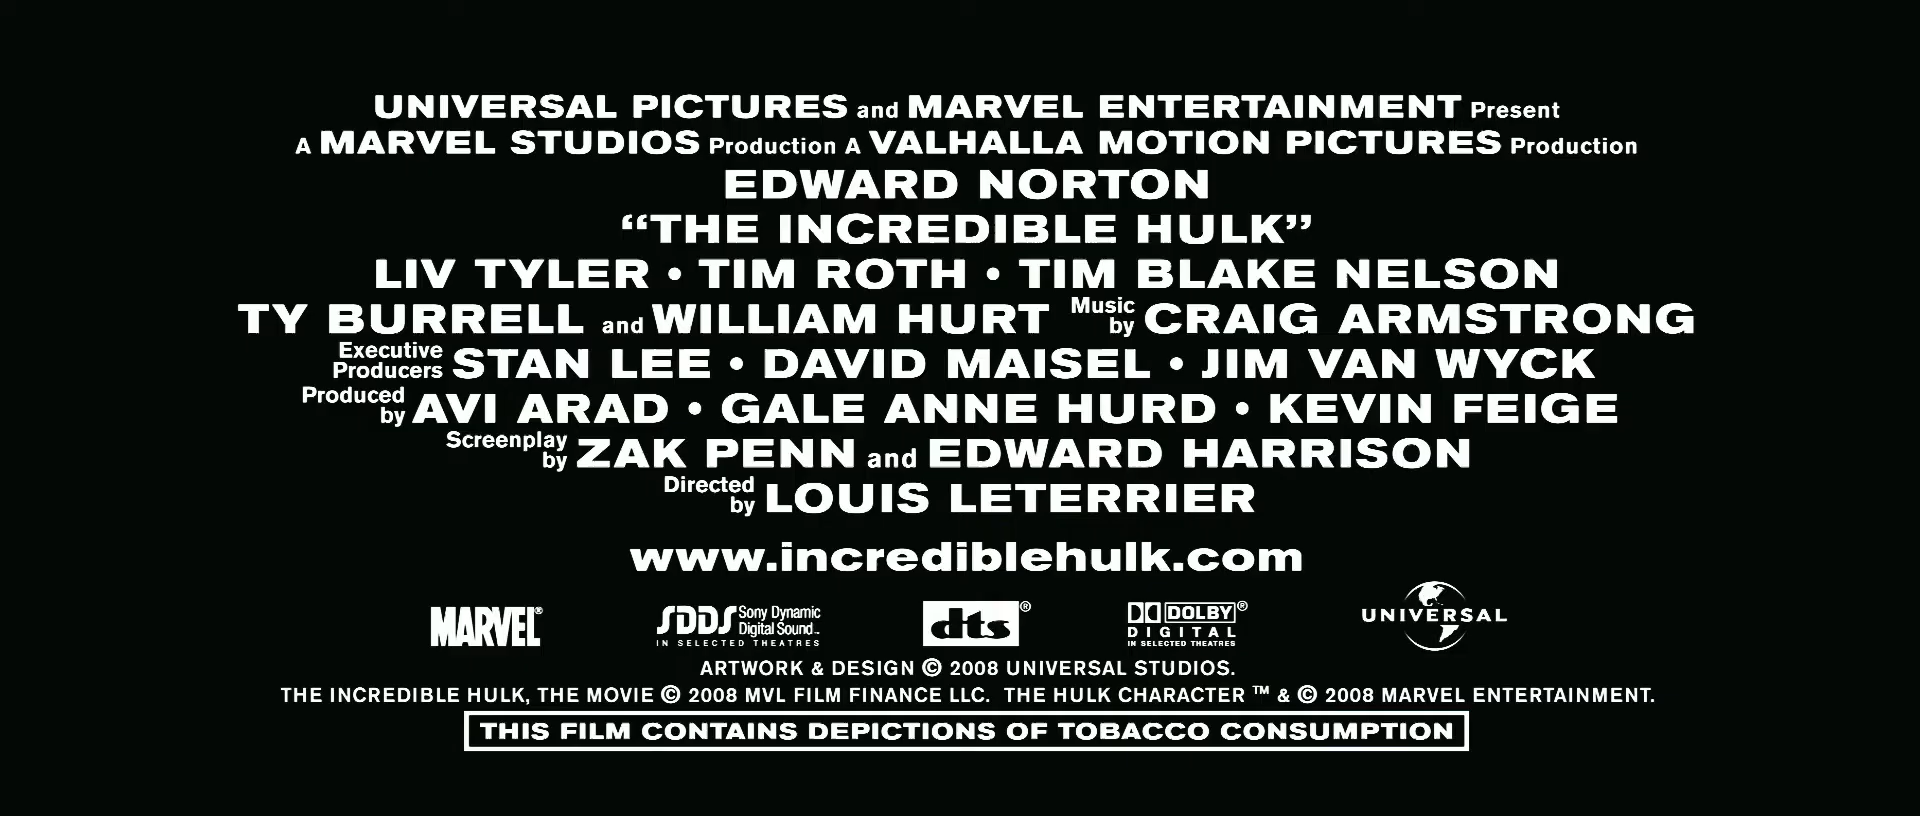 UNIVERSAL PICTURES and MARVEL ENTERTAINMENT Present
A MARVEL STUDIOS Production A VALHALLA MOTION PICTURES Production
EDWARD NORTON
“THE INCREDIBLE HULK”
LIV TYLER • TIM ROTH • TIM BLAKE NELSON
TY BURRELL and WILLIAM HURT Music by CRAIG ARMSTRONG
Executive Producers STAN LEE • DAVID MAISEL • JIM VAN WYCK
Produced by AVI ARAD • GALE ANNE HURD • KEVIN FEIGE
Screenplay by ZAK PENN and EDWARD HARRISON
Directed by LOUIS LETERRIER
www.incrediblehulk.com
MARVEL® SDDS Sony Dynamic Digital Sound™ IN SELECTED THEATRES dts® DOLBY® DIGITAL IN SELECTED THEATRES UNIVERSAL
ARTWORK & DESIGN © 2008 UNIVERSAL STUDIOS.
THE INCREDIBLE HULK, THE MOVIE © 2008 MVL FILM FINANCE LLC. THE HULK CHARACTER ™ & © 2008 MARVEL ENTERTAINMENT.
THIS FILM CONTAINS DEPICTIONS OF TOBACCO CONSUMPTION